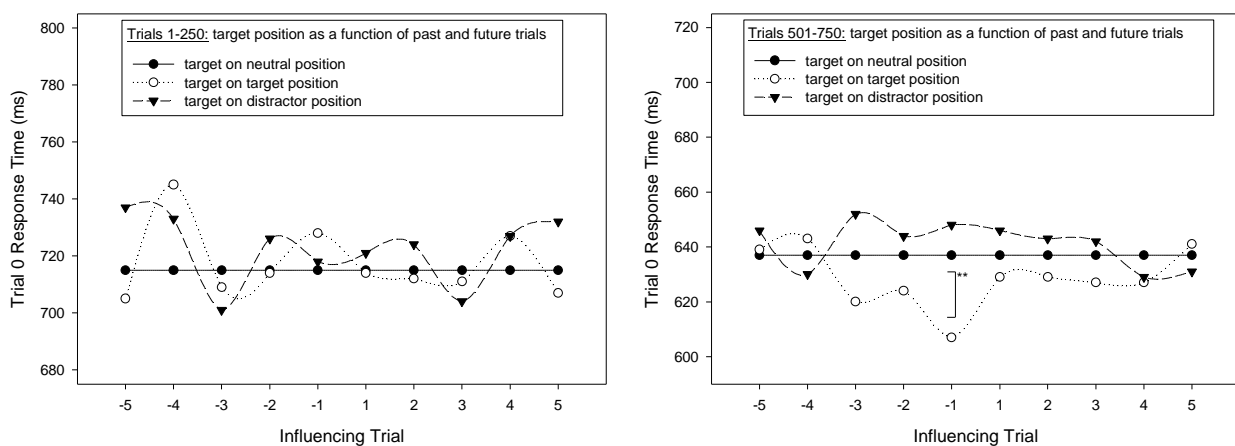 Trials 1-250: target position as a function of past and future trials
target on neutral position
target on target position
target on distractor position
800
780
760
740
720
700
680
Trial 0 Response Time (ms)
-5 -4 -3 -2 -1 1 2 3 4 5
Influencing Trial
Trials 501-750: target position as a function of past and future trials
target on neutral position
target on target position
target on distractor position
720
700
680
660
640
620
600
Trial 0 Response Time (ms)
**
-5 -4 -3 -2 -1 1 2 3 4 5
Influencing Trial